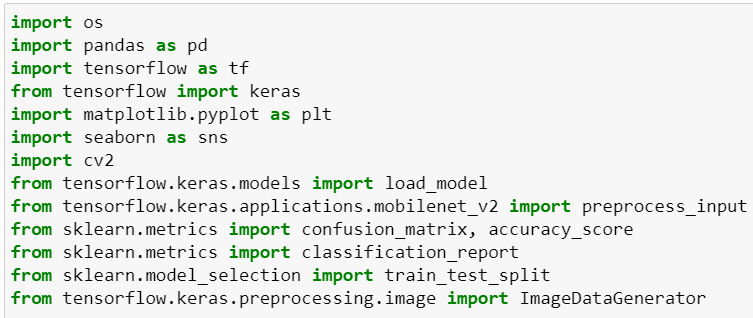 import os
import pandas as pd
import tensorflow as tf
from tensorflow import keras
import matplotlib.pyplot as plt
import seaborn as sns
import cv2
from tensorflow.keras.models import load_model
from tensorflow.keras.applications.mobilenet_v2 import preprocess_input
from sklearn.metrics import confusion_matrix, accuracy_score
from sklearn.metrics import classification_report
from sklearn.model_selection import train_test_split
from tensorflow.keras.preprocessing.image import ImageDataGenerator